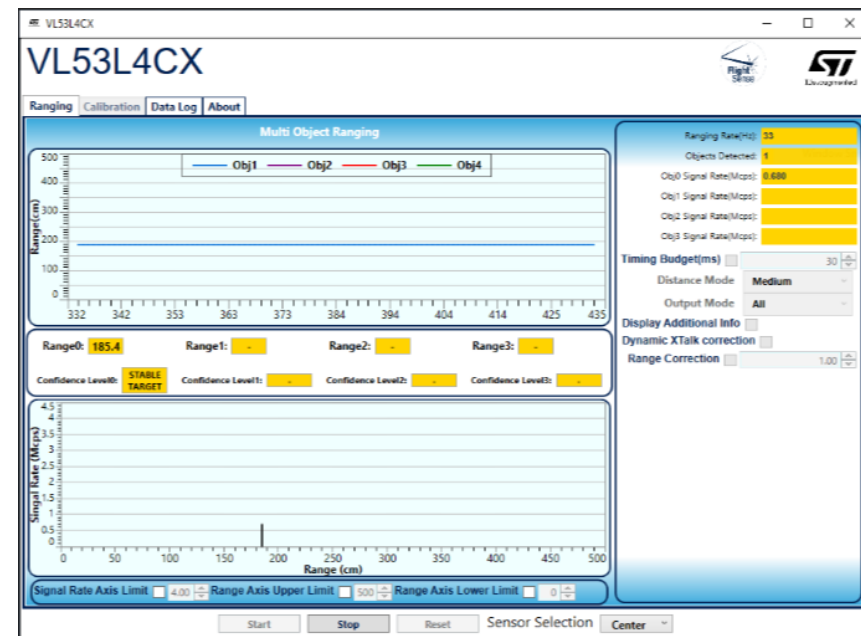 VL53L4CX
VL53L4CX
Flight
Sense
ST
life.augmented
Ranging Calibration Data Log About
Multi Object Ranging
Obj1 Obj2 Obj3 Obj4
500
400
300
200
100
0
Range(cm)
332 342 353 363 373 384 394 404 414 425 435
Range0: 185.4 Range1: - Range2: - Range3: -
Confidence Level0: STABLE TARGET Confidence Level1: - Confidence Level2: - Confidence Level3: -
4.5
4
3.5
3
2.5
2
1.5
1
0.5
0
Singal Rate (Mcps)
0 50 100 150 200 250 300 350 400 450 500
Range (cm)
Signal Rate Axis Limit 4.00 Range Axis Upper Limit 500 Range Axis Lower Limit 0
Ranging Rate(Hz): 33
Objects Detected: 1
Obj0 Signal Rate(Mcps): 0.680
Obj1 Signal Rate(Mcps):
Obj2 Signal Rate(Mcps):
Obj3 Signal Rate(Mcps):
Timing Budget(ms) 30
Distance Mode Medium
Output Mode All
Display Additional Info
Dynamic XTalk correction
Range Correction 1.00
Start Stop Reset Sensor Selection Center